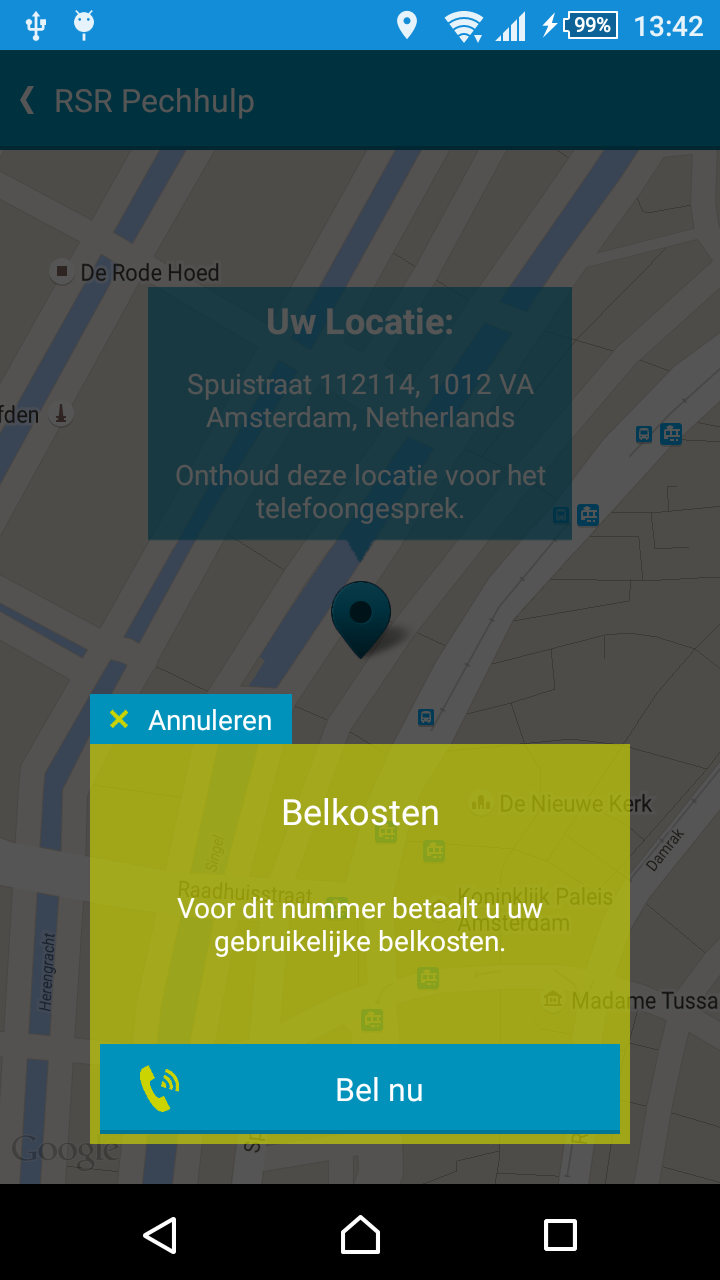 99% 13:42
RSR Pechhulp
De Rode Hoed
Uw Locatie:
Spuistraat 112114, 1012 VA
Amsterdam, Netherlands
fden
Onthoud deze locatie voor het
telefoongesprek.
Annuleren
Belkosten
De Nieuwe Kerk
Damrak
Singel
Raadhuisstraat
Koninklijk Paleis
Amsterdam
Voor dit nummer betaalt u uw
gebruikelijke belkosten.
Herengracht
Madame Tussa
Bel nu
Google